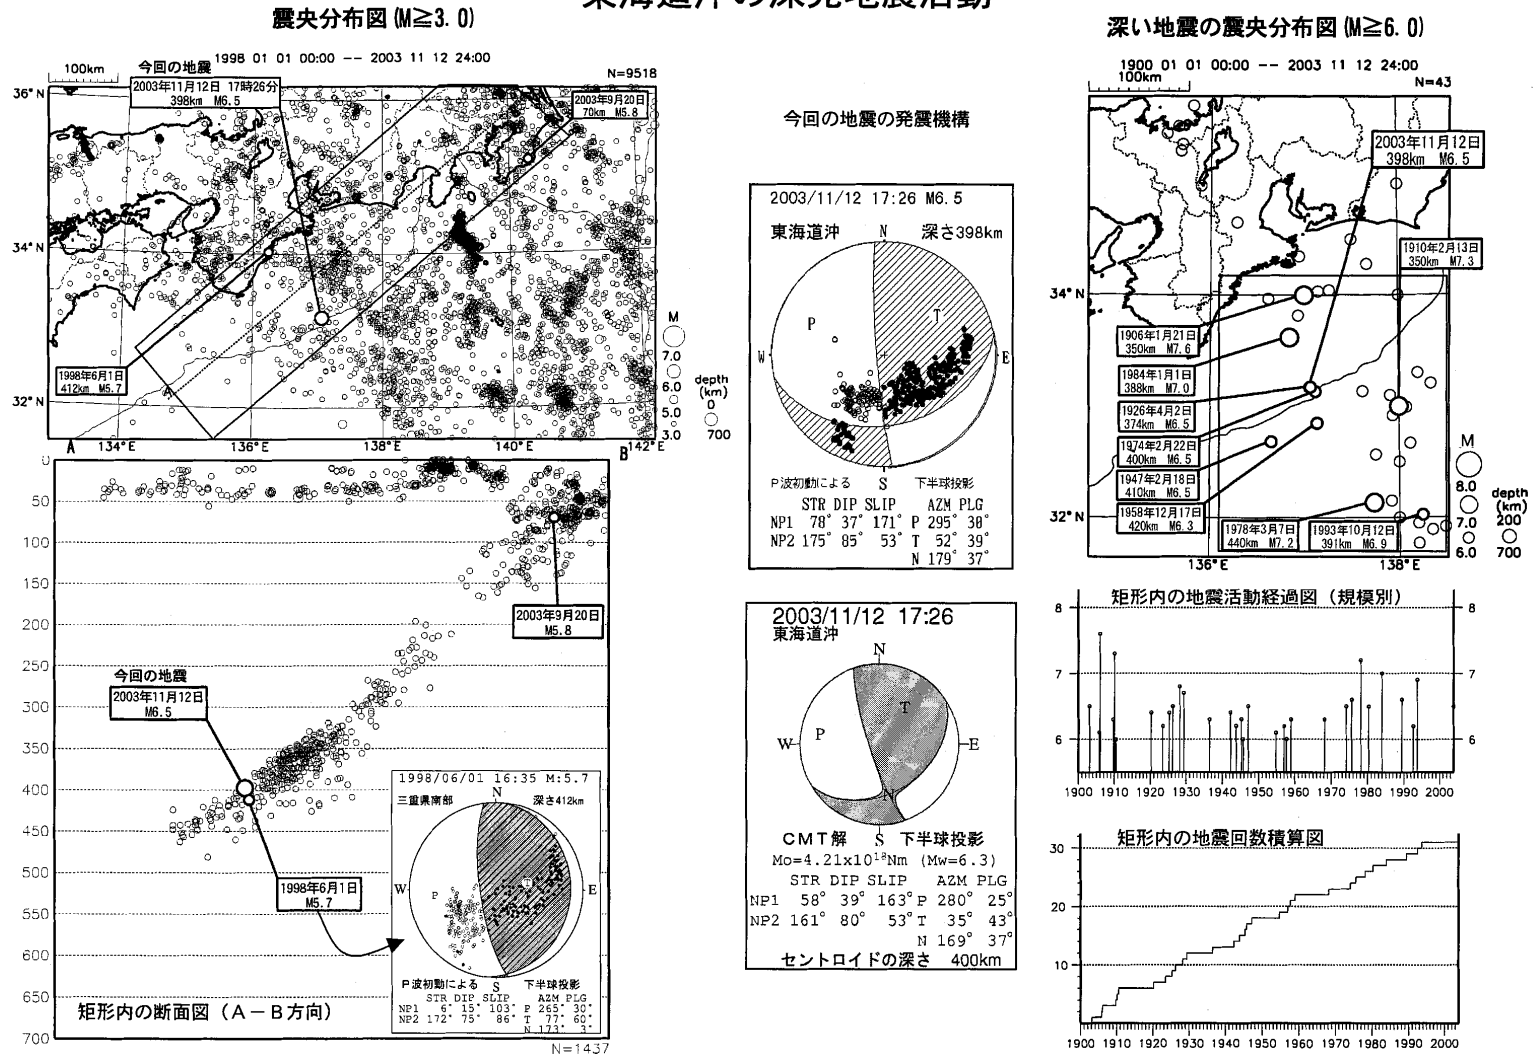 震央分布図(M≧3.0)
1998 01 01 00:00 -- 2003 11 12 24:00
100km
今回の地震
N=9518
2003年11月12日 17時26分
398km M6.5
2003年9月20日
70km M5.8
36°N
34°N
32°N
1998年6月1日
412km M5.7
A
A
134°E
136°E
138°E
140°E
142°E
B
M
7.0
6.0
5.0
3.0
depth
(km)
0
700
0
50
100
150
200
250
300
350
400
450
500
550
600
650
700
2003年9月20日
M5.8
今回の地震
2003年11月12日
M6.5
1998年6月1日
M5.7
矩形内の断面図(A-B方向)
N=1437
1998/06/01 16:35 M:5.7
三重県南部
N
深さ412km
W
P
T
E
P波初動による
S
下半球投影
STR DIP SLIP AZM PLG
NP1 6° 15° 103° P 265° 30°
NP2 172° 75° 86° T 77° 60°
N 173° 3°
今回の地震の発震機構
2003/11/12 17:26 M6.5
東海道沖
N
深さ398km
P
T
W
E
P波初動による
S
下半球投影
STR DIP SLIP AZM PLG
NP1 78° 37° 171° P 295° 30°
NP2 175° 85° 53° T 52° 39°
N 179° 37°
2003/11/12 17:26
東海道沖
N
T
P
W
E
N
CMT解 S 下半球投影
Mo=4.21x10¹⁸Nm (Mw=6.3)
STR DIP SLIP AZM PLG
NP1 58° 39° 163° P 280° 25°
NP2 161° 80° 53° T 35° 43°
N 169° 37°
セントロイドの深さ 400km
深い地震の震央分布図(M≧6.0)
1900 01 01 00:00 -- 2003 11 12 24:00
100km
N=43
2003年11月12日
398km M6.5
1910年2月13日
350km M7.3
34°N
1906年1月21日
350km M7.6
1984年1月1日
388km M7.0
1926年4月2日
374km M6.5
1974年2月22日
400km M6.5
1947年2月18日
410km M6.5
1958年12月17日
420km M6.3
1978年3月7日
440km M7.2
1993年10月12日
391km M6.9
32°N
136°E
138°E
M
8.0
7.0
6.0
depth
(km)
200
700
矩形内の地震活動経過図(規模別)
8
7
6
8
7
6
1900 1910 1920 1930 1940 1950 1960 1970 1980 1990 2000
矩形内の地震回数積算図
30
20
10
1900 1910 1920 1930 1940 1950 1960 1970 1980 1990 2000